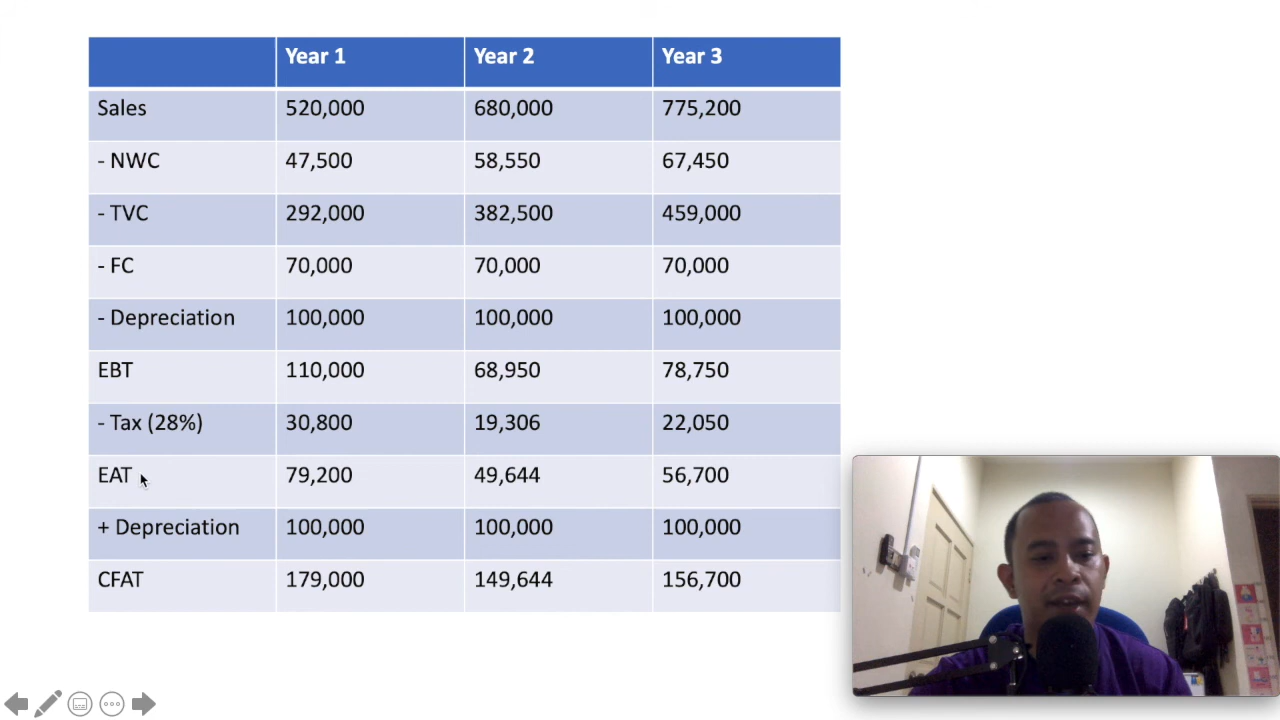 Year 1 Year 2 Year 3
Sales 520,000 680,000 775,200
- NWC 47,500 58,550 67,450
- TVC 292,000 382,500 459,000
- FC 70,000 70,000 70,000
- Depreciation 100,000 100,000 100,000
EBT 110,000 68,950 78,750
- Tax (28%) 30,800 19,306 22,050
EAT 79,200 49,644 56,700
+ Depreciation 100,000 100,000 100,000
CFAT 179,000 149,644 156,700